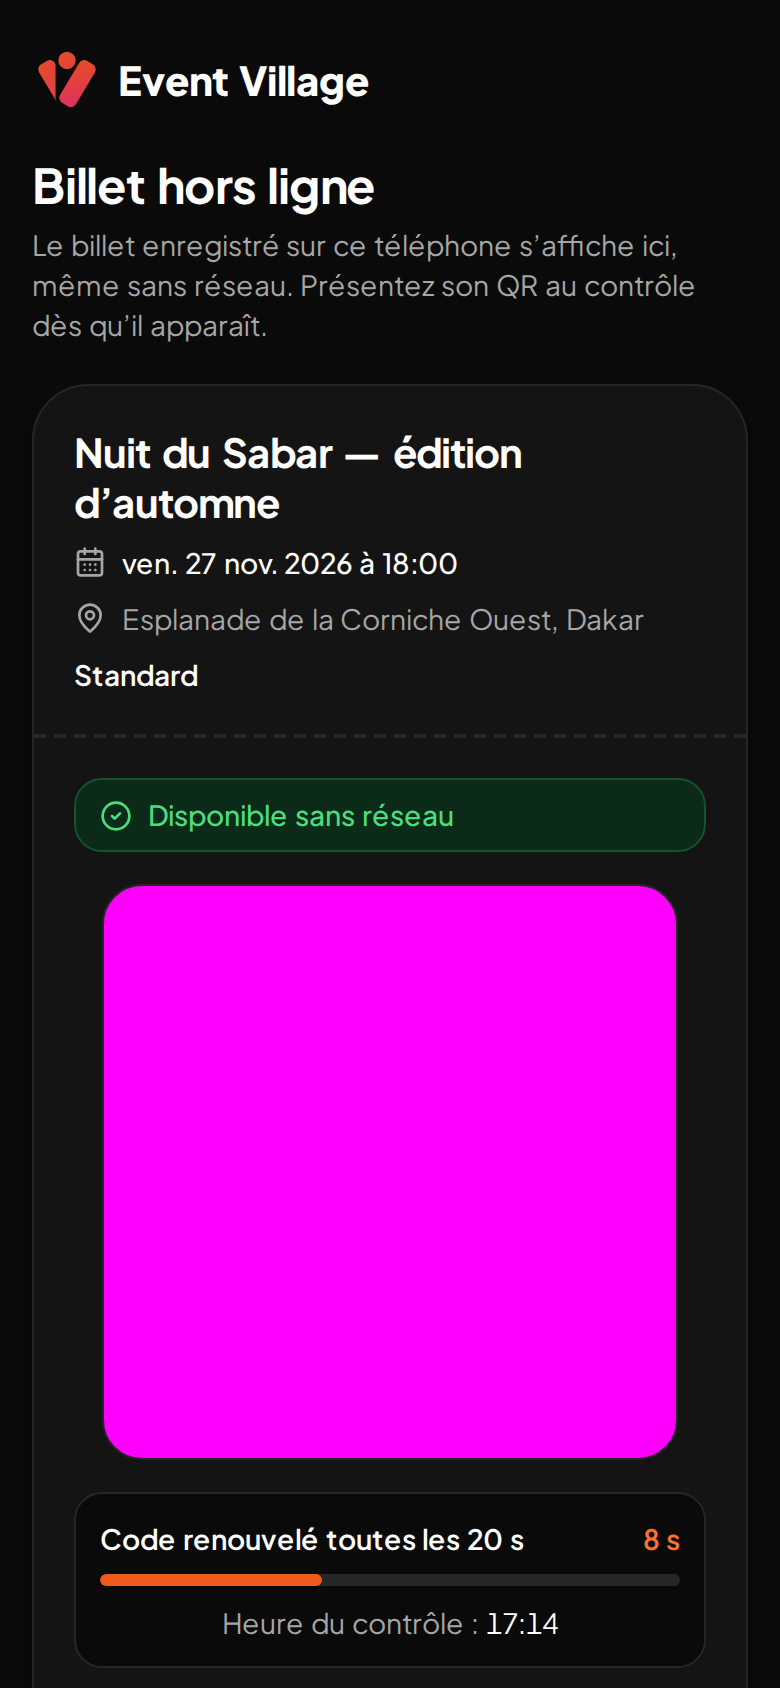 Event Village
Billet hors ligne
Le billet enregistré sur ce téléphone s’affiche ici,
même sans réseau. Présentez son QR au contrôle
dès qu’il apparaît.
Nuit du Sabar — édition
d’automne
ven. 27 nov. 2026 à 18:00
Esplanade de la Corniche Ouest, Dakar
Standard
Disponible sans réseau
Code renouvelé toutes les 20 s 8 s
Heure du contrôle : 17:14